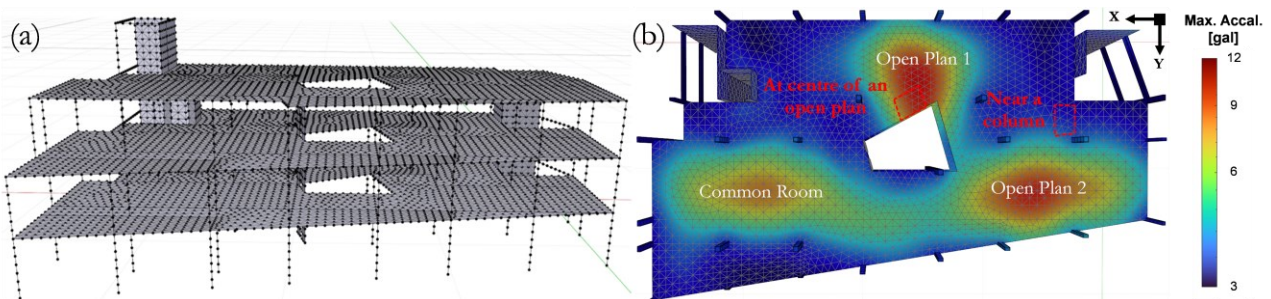 (a)
(b)
Open Plan 1
At centre of an
open plan
Near a
column
Common Room
Open Plan 2
X
Y
Max. Accal.
[gal]
12
9
6
3